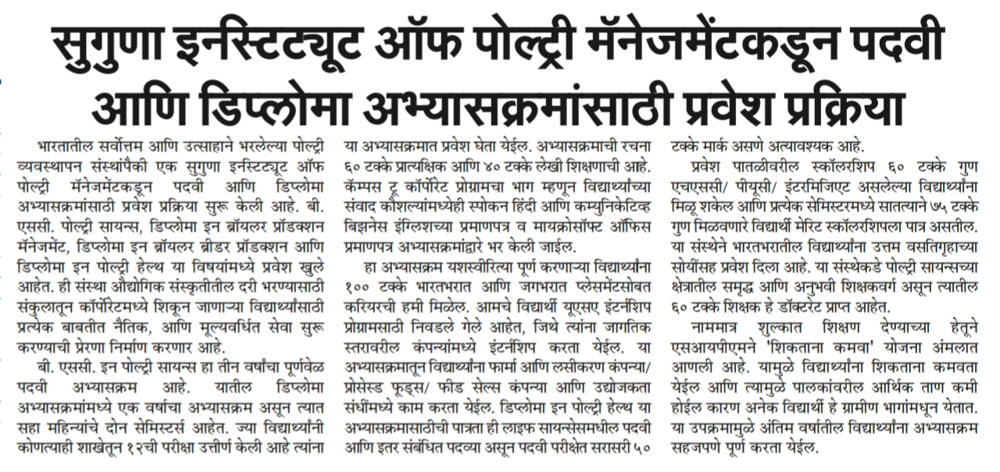 सुगुणा इनस्टिट्यूट ऑफ पोल्ट्री मॅनेजमेंटकडून पदवी
आणि डिप्लोमा अभ्यासक्रमांसाठी प्रवेश प्रक्रिया
भारतातील सर्वोत्तम आणि उत्साहाने भरलेल्या पोल्ट्री
व्यवस्थापन संस्थांपैकी एक सुगुणा इनस्टिट्यूट ऑफ
पोल्ट्री मॅनेजमेंटकडून पदवी आणि डिप्लोमा
अभ्यासक्रमांसाठी प्रवेश प्रक्रिया सुरू केली आहे. बी.
एससी. पोल्ट्री सायन्स, डिप्लोमा इन ब्रॉयलर प्रॉडक्शन
मॅनेजमेंट, डिप्लोमा इन ब्रॉयलर ब्रीडर प्रॉडक्शन आणि
डिप्लोमा इन पोल्ट्री हेल्थ या विषयांमध्ये प्रवेश खुले
आहेत. ही संस्था औद्योगिक संस्कृतीतील दरी भरण्यासाठी
संकुलातून कॉर्पोरेटमध्ये शिकून जाणाऱ्या विद्यार्थ्यांसाठी
प्रत्येक बाबतीत नैतिक, आणि मूल्यवर्धित सेवा सुरू
करण्याची प्रेरणा निर्माण करणार आहे.
बी. एससी. इन पोल्ट्री सायन्स हा तीन वर्षांचा पूर्णवेळ
पदवी अभ्यासक्रम आहे. यातील डिप्लोमा
अभ्यासक्रमांमध्ये एक वर्षाचा अभ्यासक्रम असून त्यात
सहा महिन्यांचे दोन सेमिस्टर्स आहेत. ज्या विद्यार्थ्यांनी
कोणत्याही शाखेतून १२ची परीक्षा उत्तीर्ण केली आहे त्यांना
या अभ्यासक्रमात प्रवेश घेता येईल. अभ्यासक्रमाची रचना
६० टक्के प्रात्यक्षिक आणि ४० टक्के लेखी शिक्षणाची आहे.
कॅम्पस टू कॉर्पोरेट प्रोग्रामचा भाग म्हणून विद्यार्थ्यांच्या
संवाद कौशल्यांमध्येही स्पोकन हिंदी आणि कम्युनिकेटिव्ह
बिझनेस इंग्लिशच्या प्रमाणपत्र व मायक्रोसॉफ्ट ऑफिस
प्रमाणपत्र अभ्यासक्रमांद्वारे भर केली जाईल.
हा अभ्यासक्रम यशस्वीरित्या पूर्ण करणाऱ्या विद्यार्थ्यांना
१०० टक्के भारतभरात आणि जगभरात प्लेसमेंटसोबत
करियरची हमी मिळेल. आमचे विद्यार्थी यूएसए इंटर्नशिप
प्रोग्रामसाठी निवडले गेले आहेत, जिथे त्यांना जागतिक
स्तरावरील कंपन्यांमध्ये इंटर्नशिप करता येईल. या
अभ्यासक्रमातून विद्यार्थ्यांना फार्मा आणि लसीकरण कंपन्या/
प्रोसेस्ड फूड्स/ फीड सेल्स कंपन्या आणि उद्योजकता
संधींमध्ये काम करता येईल. डिप्लोमा इन पोल्ट्री हेल्थ या
अभ्यासक्रमासाठीची पात्रता ही लाइफ सायन्सेसमधील पदवी
आणि इतर संबंधित पदव्या असून पदवी परीक्षेत सरासरी ५०
टक्के मार्क असणे अत्यावश्यक आहे.
प्रवेश पातळीवरील स्कॉलरशिप ६० टक्के गुण
एचएससी/ पीयूसी/ इंटरमिजिएट असलेल्या विद्यार्थ्यांना
मिळू शकेल आणि प्रत्येक सेमिस्टरमध्ये सातत्याने ७५ टक्के
गुण मिळवणारे विद्यार्थी मेरिट स्कॉलरशिपला पात्र असतील.
या संस्थेने भारतभरातील विद्यार्थ्यांना उत्तम वसतिगृहाच्या
सोयींसह प्रवेश दिला आहे. या संस्थेकडे पोल्ट्री सायन्सच्या
क्षेत्रातील समृद्ध आणि अनुभवी शिक्षकवर्ग असून त्यातील
६० टक्के शिक्षक हे डॉक्टरेट प्राप्त आहेत.
नाममात्र शुल्कात शिक्षण देण्याच्या हेतूने
एसआयपीएमने 'शिकताना कमवा' योजना अंमलात
आणली आहे. यामुळे विद्यार्थ्यांना शिकताना कमवता
येईल आणि त्यामुळे पालकांवरील आर्थिक ताण कमी
होईल कारण अनेक विद्यार्थी हे ग्रामीण भागांमधून येतात.
या उपक्रमामुळे अंतिम वर्षातील विद्यार्थ्यांना अभ्यासक्रम
सहजपणे पूर्ण करता येईल.